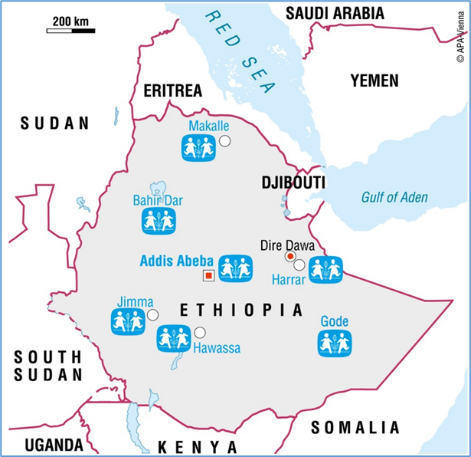 200 km
SAUDI ARABIA
© APA-Vienna
RED SEA
YEMEN
ERITREA
SUDAN
Makalle
DJIBOUTI
Gulf of Aden
Bahir Dar
Dire Dawa
Addis Abeba
Harrar
Jimma
ETHIOPIA
Gode
Hawassa
SOUTH
SUDAN
SOMALIA
UGANDA
KENYA